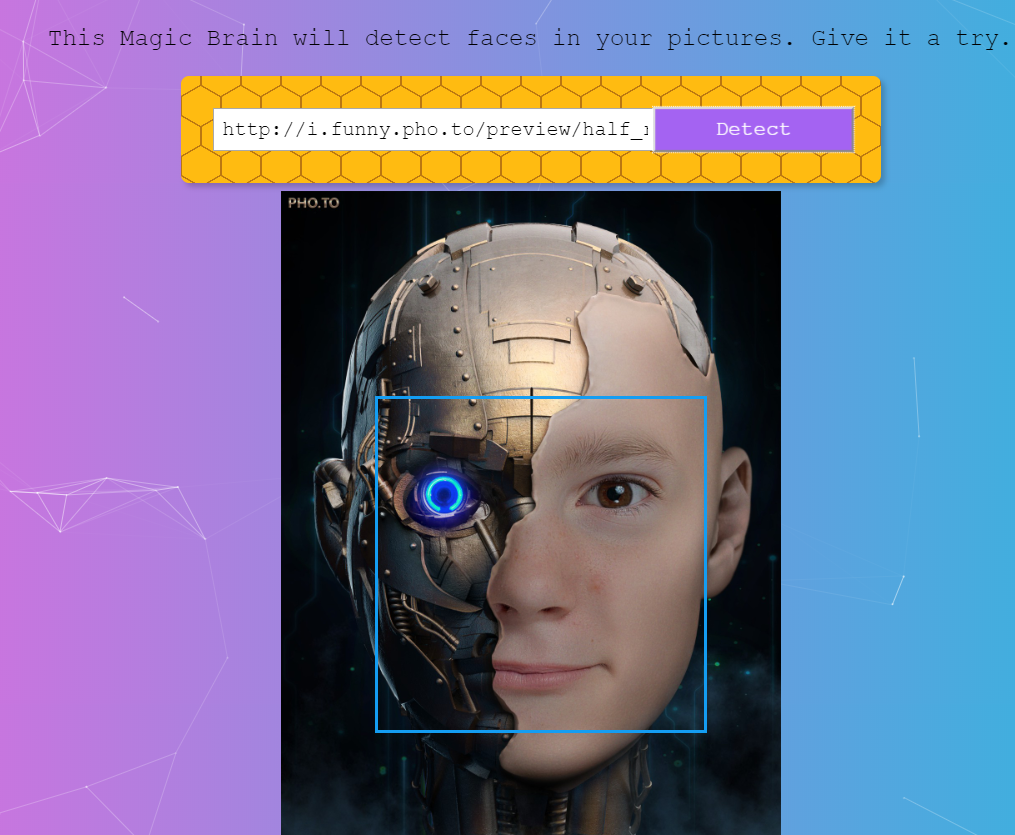 This Magic Brain will detect faces in your pictures. Give it a try.
http://i.funny.pho.to/preview/half_
Detect
PHO.TO